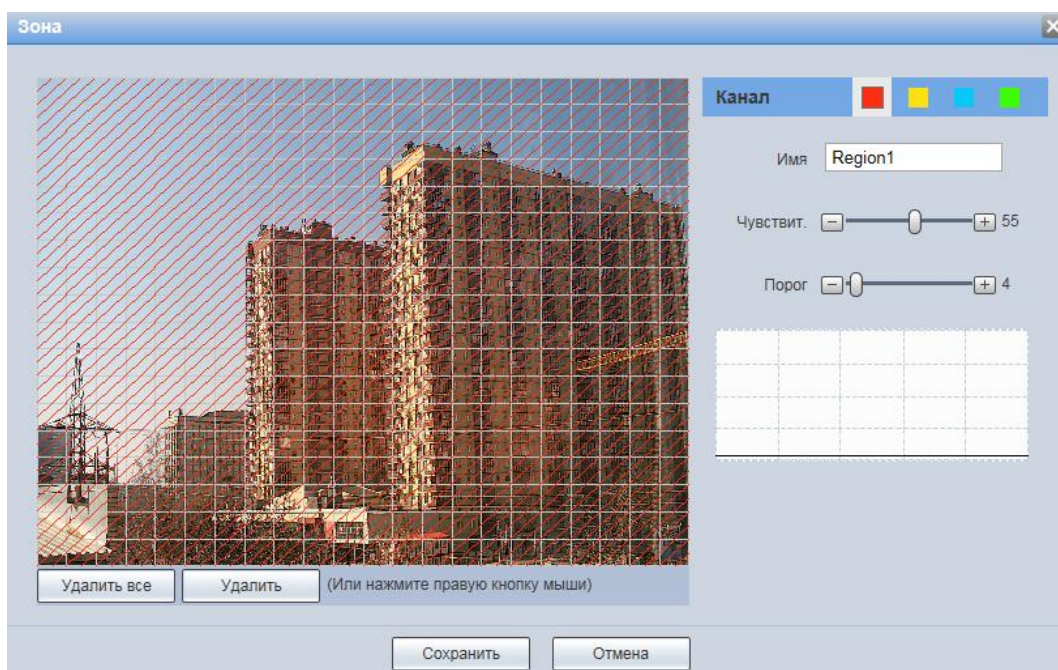 Зона
Канал
Имя Region1
Чувствит. 55
Порог 4
Удалить все Удалить (Или нажмите правую кнопку мыши)
Сохранить Отмена